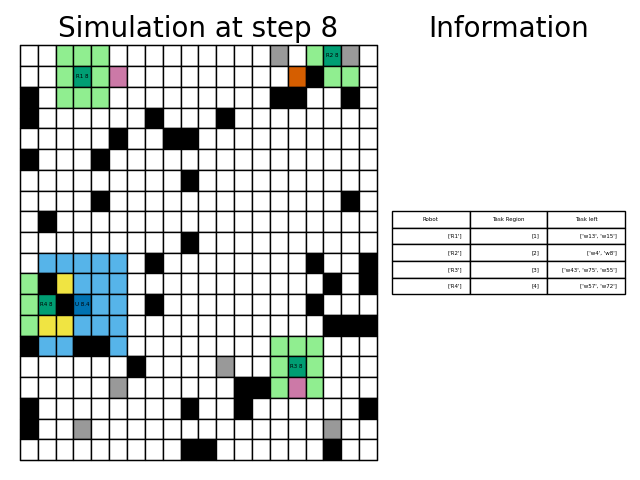 Simulation at step 8
Information
R1 8
R2 8
Robot
Task Region
Task left
['R1']
[1]
['w13', 'w15']
['R2']
[2]
['w4', 'w8']
['R3']
[3]
['w43', 'w75', 'w55']
['R4']
[4]
['w57', 'w72']
R4 8
U 8.4
R3 8